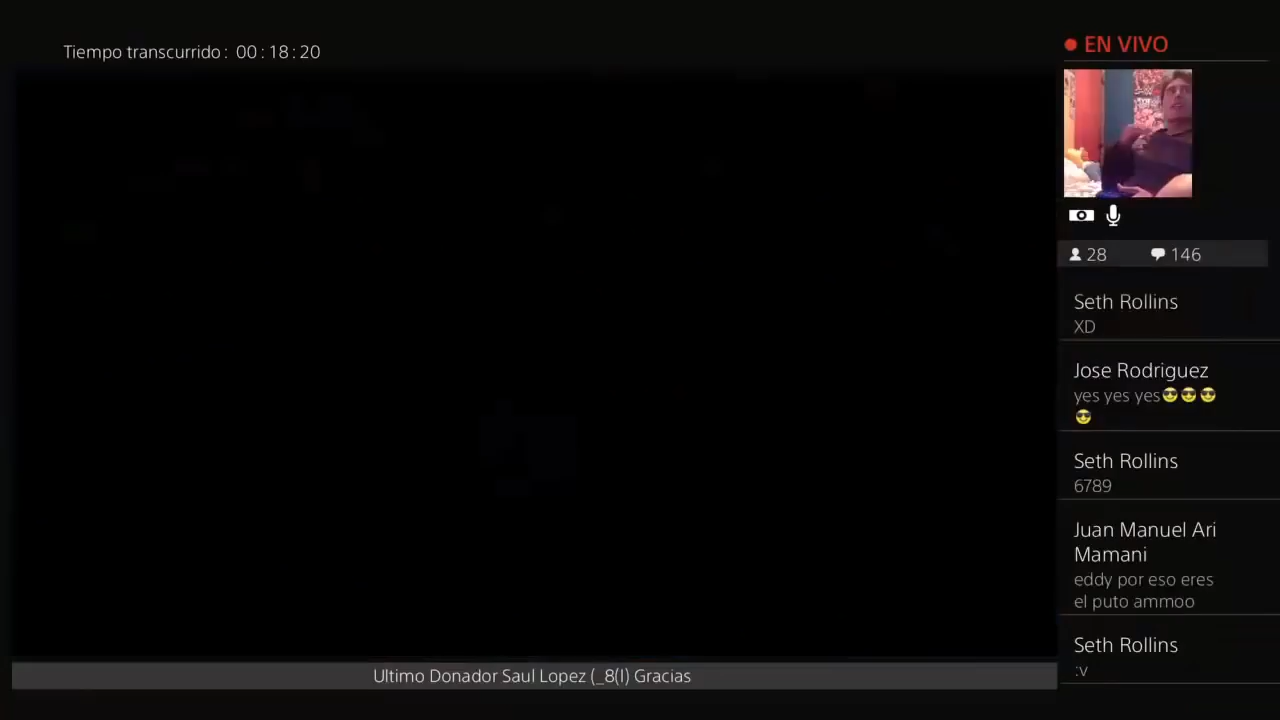 Tiempo transcurrido: 00:18:20
EN VIVO
28 146
Seth Rollins
XD
Jose Rodriguez
yes yes yes😎😎😎
😎
Seth Rollins
6789
Juan Manuel Ari
Mamani
eddy por eso eres
el puto ammoo
Seth Rollins
:v
Ultimo Donador Saul Lopez (_8(I) Gracias